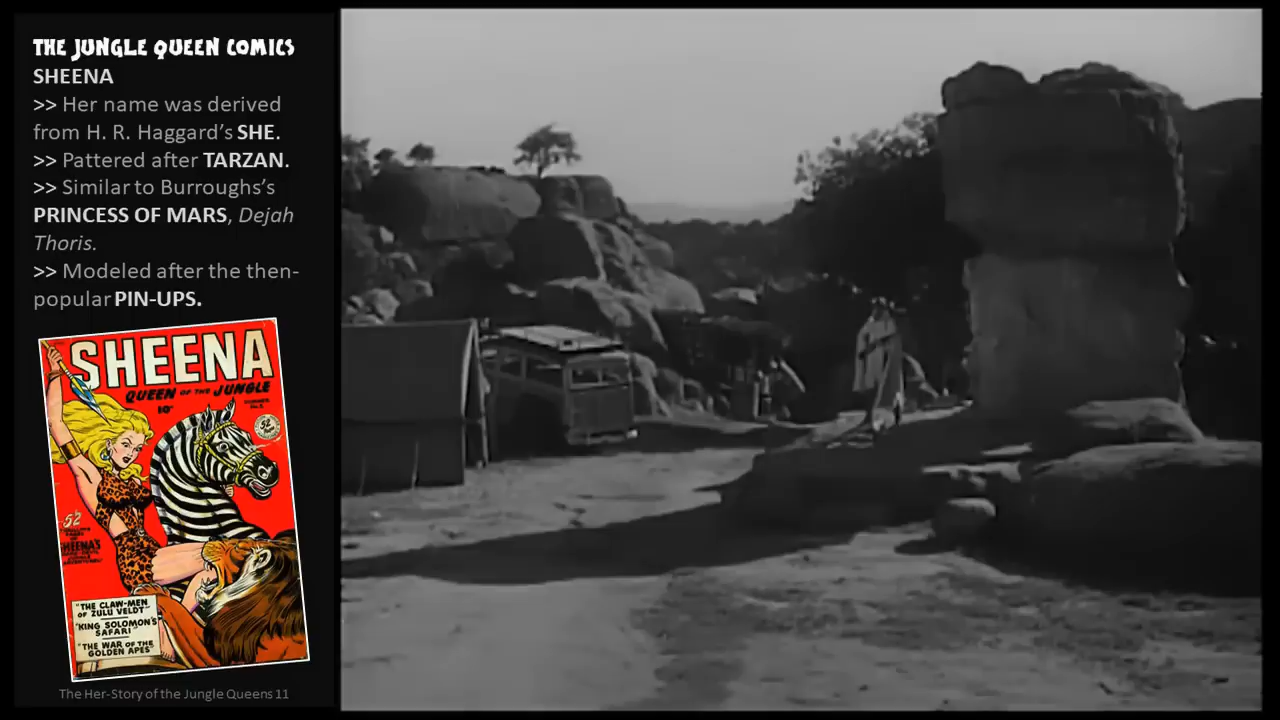 THE JUNGLE QUEEN COMICS
SHEENA
>> Her name was derived
from H. R. Haggard's SHE.
>> Pattered after TARZAN.
>> Similar to Burroughs's
PRINCESS OF MARS, Dejah
Thoris.
>> Modeled after the then-
popular PIN-UPS.
SHEENA
QUEEN OF THE JUNGLE
10¢
52
52
SHEENA'S
"THE CLAW-MEN
OF ZULU VELDT"
"KING SOLOMON'S
SAFARI"
"THE WAR OF THE
GOLDEN APES"
The Her-Story of the Jungle Queens 11